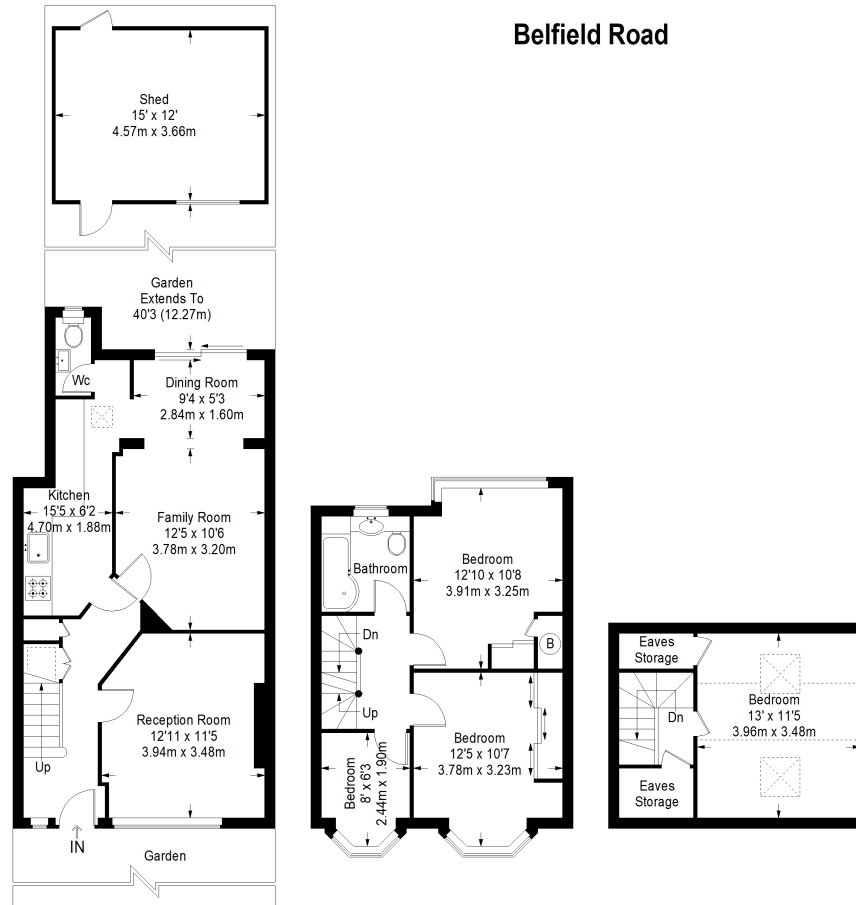 Belfield Road
Shed
15' x 12'
4.57m x 3.66m
Garden
Extends To
40'3 (12.27m)
Wc
Dining Room
9'4 x 5'3
2.84m x 1.60m
Kitchen
15'5 x 6'2
4.70m x 1.88m
Family Room
12'5 x 10'6
3.78m x 3.20m
Reception Room
12'11 x 11'5
3.94m x 3.48m
Up
IN
Garden
Bathroom
Bedroom
12'10 x 10'8
3.91m x 3.25m
B
Dn
Up
Bedroom
12'5 x 10'7
3.78m x 3.23m
Bedroom
8' x 6'3
2.44m x 1.90m
Eaves
Storage
Dn
Bedroom
13' x 11'5
3.96m x 3.48m
Eaves
Storage